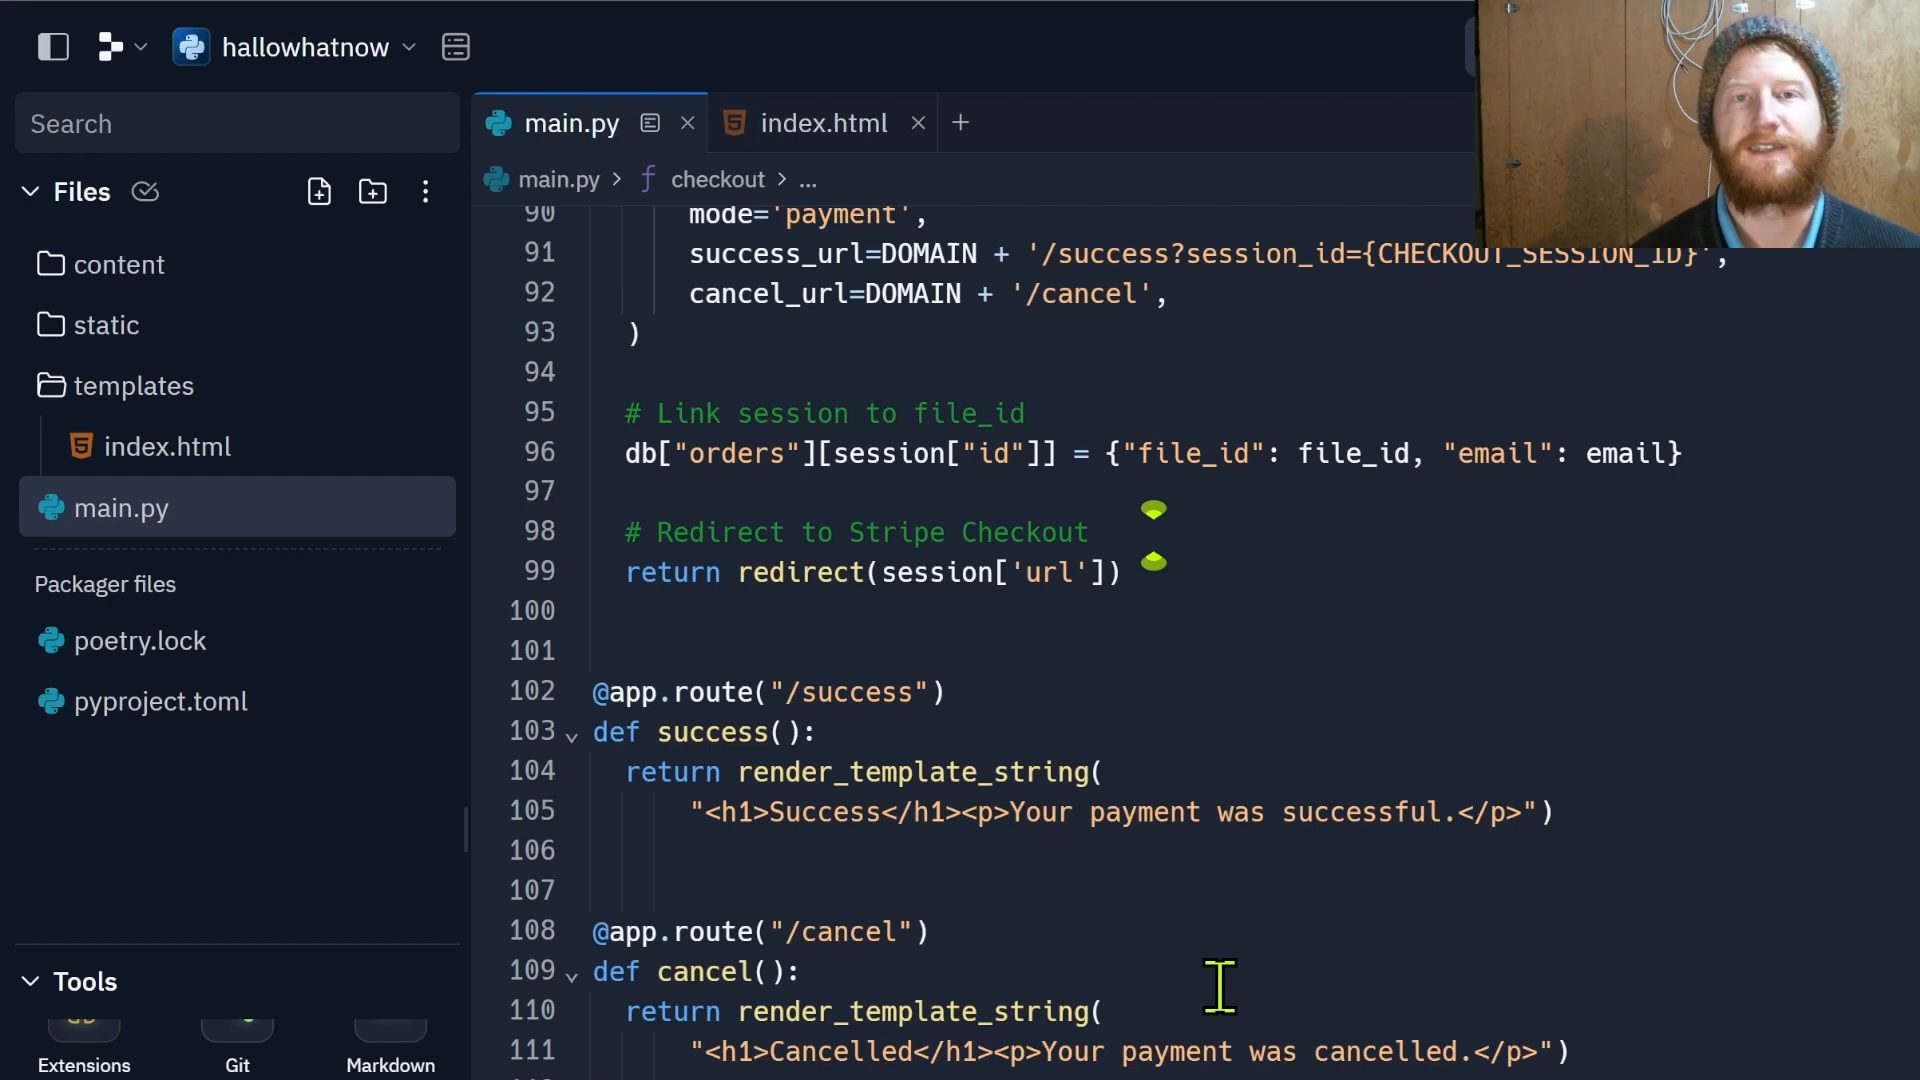 hallowhatnow
Search
Files
content
static
templates
index.html
main.py
Packager files
poetry.lock
pyproject.toml
Tools
Extensions
Git
Markdown
main.py
index.html
main.py > checkout > ...
90 mode='payment',
91 success_url=DOMAIN + '/success?session_id={CHECKOUT_SESSION_ID}',
92 cancel_url=DOMAIN + '/cancel',
93 )
94
95 # Link session to file_id
96 db["orders"][session["id"]] = {"file_id": file_id, "email": email}
97
98 # Redirect to Stripe Checkout
99 return redirect(session['url'])
100
101
102 @app.route("/success")
103 def success():
104 return render_template_string(
105 "<h1>Success</h1><p>Your payment was successful.</p>")
106
107
108 @app.route("/cancel")
109 def cancel():
110 return render_template_string(
111 "<h1>Cancelled</h1><p>Your payment was cancelled.</p>")